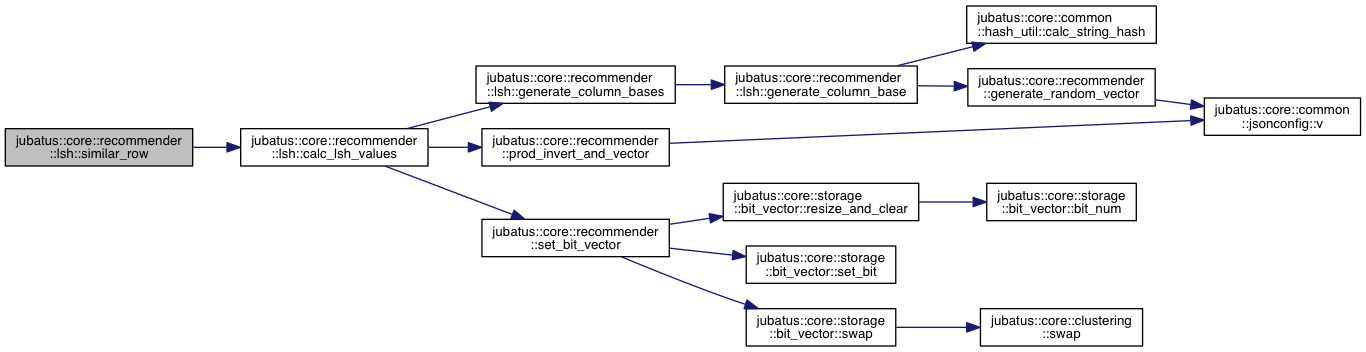 jubatus::core::recommender
::lsh::similar_row
jubatus::core::recommender
::lsh::calc_lsh_values
jubatus::core::recommender
::lsh::generate_column_bases
jubatus::core::recommender
::lsh::generate_column_base
jubatus::core::common
::hash_util::calc_string_hash
jubatus::core::recommender
::generate_random_vector
jubatus::core::common
::jsonconfig::v
jubatus::core::recommender
::prod_invert_and_vector
jubatus::core::recommender
::set_bit_vector
jubatus::core::storage
::bit_vector::resize_and_clear
jubatus::core::storage
::bit_vector::bit_num
jubatus::core::storage
::bit_vector::set_bit
jubatus::core::storage
::bit_vector::swap
jubatus::core::clustering
::swap